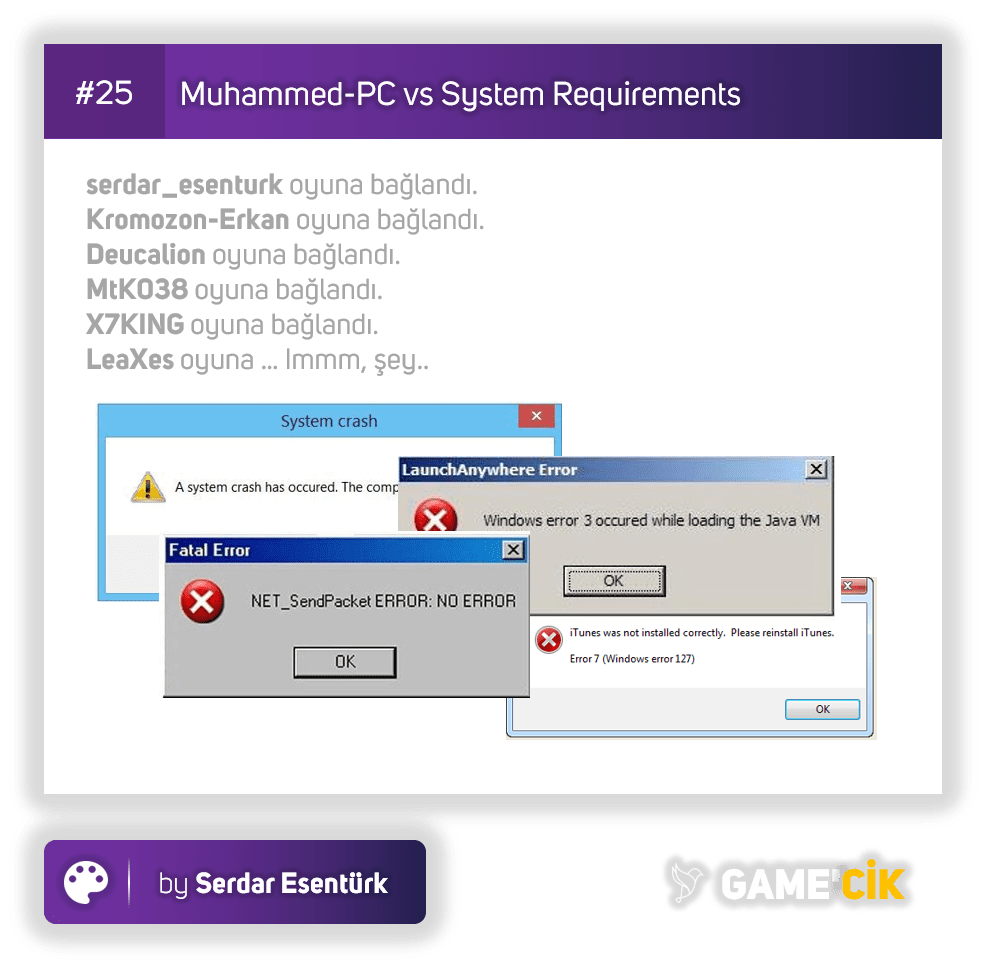 #25
Muhammed-PC vs System Requirements
serdar_esenturk oyuna bağlandı.
Kromozon-Erkan oyuna bağlandı.
Deucalion oyuna bağlandı.
MtK038 oyuna bağlandı.
X7KING oyuna bağlandı.
LeaXes oyuna ... Immm, şey..
System crash
A system crash has occured. The comp
LaunchAnywhere Error
Windows error 3 occured while loading the Java VM
OK
Fatal Error
NET_SendPacket ERROR: NO ERROR
OK
iTunes was not installed correctly. Please reinstall iTunes.
Error 7 (Windows error 127)
OK
by Serdar Esentürk
GAME'CİK